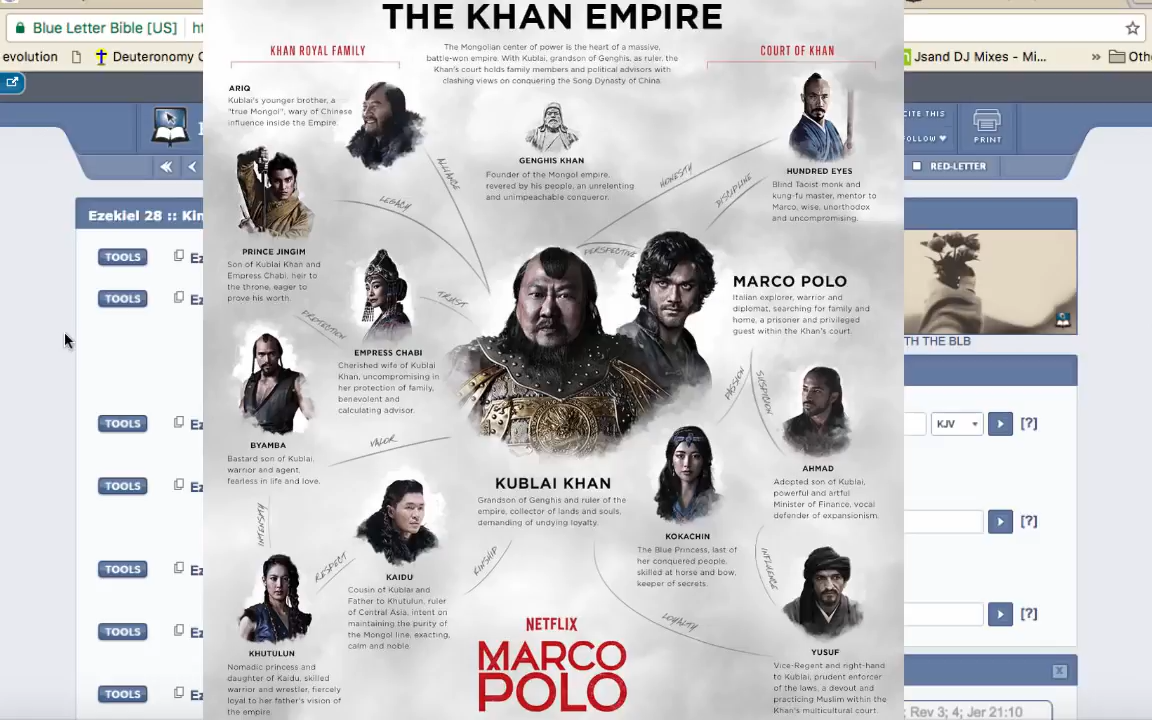 Blue Letter Bible [US]
evolution
Deuteronomy
Jsand DJ Mixes - Mi...
»
THE KHAN EMPIRE
KHAN ROYAL FAMILY
The Mongolian center of power is the heart of a massive,
battle-won empire. With Kublai, grandson of Genghis, as ruler, the
Khan's court holds family members and political advisors with
clashing views on conquering the Song Dynasty of China.
COURT OF KHAN
ARIQ
Kublai's younger brother, a
"true Mongol", wary of Chinese
influence inside the Empire.
GENGHIS KHAN
Founder of the Mongol empire,
revered by his people, an unrelenting
and unimpeachable conqueror.
HUNDRED EYES
Blind Taoist monk and
kung-fu master, mentor to
Marco, wise, unorthodox
and uncompromising.
ALLIANCE
LEGACY
HONESTY
DISCIPLINE
PERSPECTIVE
PRINCE JINGIM
Son of Kublai Khan and
Empress Chabi, heir to
the throne, eager to
prove his worth.
TRUST
PROTECTION
MARCO POLO
Italian explorer, warrior and
diplomat, searching for family and
home, a prisoner and privileged
guest within the Khan's court.
EMPRESS CHABI
Cherished wife of Kublai
Khan, uncompromising in
her protection of family,
benevolent and
calculating advisor.
PASSION
SUSPICION
BYAMBA
Bastard son of Kublai,
warrior and agent,
fearless in life and love.
VALOR
AHMAD
Adopted son of Kublai,
powerful and artful
Minister of Finance, vocal
defender of expansionism.
KUBLAI KHAN
Grandson of Genghis and ruler of the
empire, collector of lands and souls,
demanding of undying loyalty.
KOKACHIN
The Blue Princess, last of
her conquered people,
skilled at horse and bow,
keeper of secrets.
INTENSITY
RESPECT
KINSHIP
INFLUENCE
LOYALTY
KAIDU
Cousin of Kublai and
Father to Khutulun, ruler
of Central Asia, intent on
maintaining the purity of
the Mongol line, exacting,
calm and noble.
KHUTULUN
Nomadic princess and
daughter of Kaidu, skilled
warrior and wrestler, fiercely
loyal to her father's vision of
the empire.
NETFLIX
MARCO
POLO
YUSUF
Vice-Regent and right-hand
to Kublai, prudent enforcer
of the laws, a devout and
practicing Muslim within the
Khan's multicultural court.
CITE THIS
FOLLOW
PRINT
RED-LETTER
Ezekiel 28 :: Kin
TOOLS
TOOLS
TOOLS
TOOLS
TOOLS
TOOLS
TOOLS
TH THE BLB
KJV
[?]
[?]
[?]
; Rev 3; 4; Jer 21:10